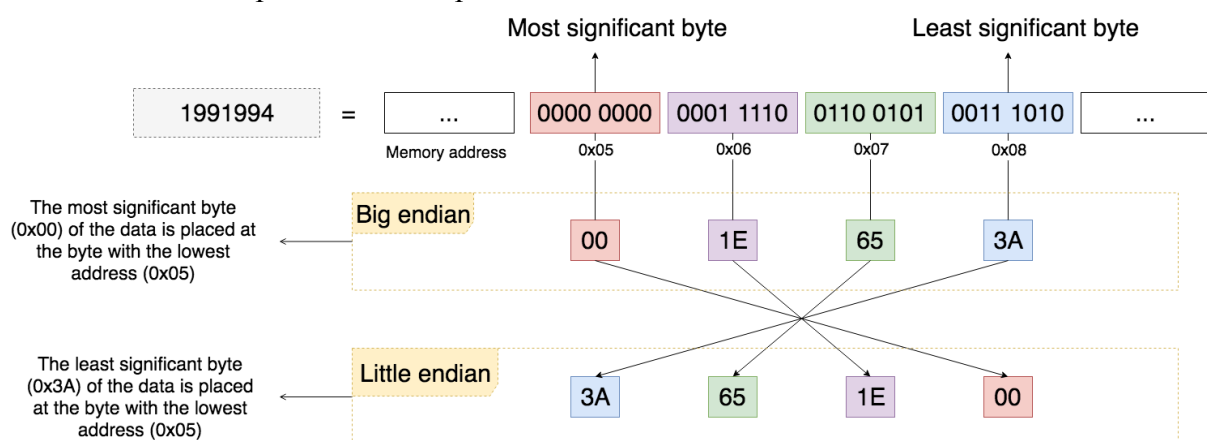 Most significant byte
Least significant byte
1991994
=
...
0000 0000
0001 1110
0110 0101
0011 1010
...
Memory address
0x05
0x06
0x07
0x08
The most significant byte
(0x00) of the data is placed at
the byte with the lowest
address (0x05)
Big endian
00
1E
65
3A
The least significant byte
(0x3A) of the data is placed
at the byte with the lowest
address (0x05)
Little endian
3A
65
1E
00